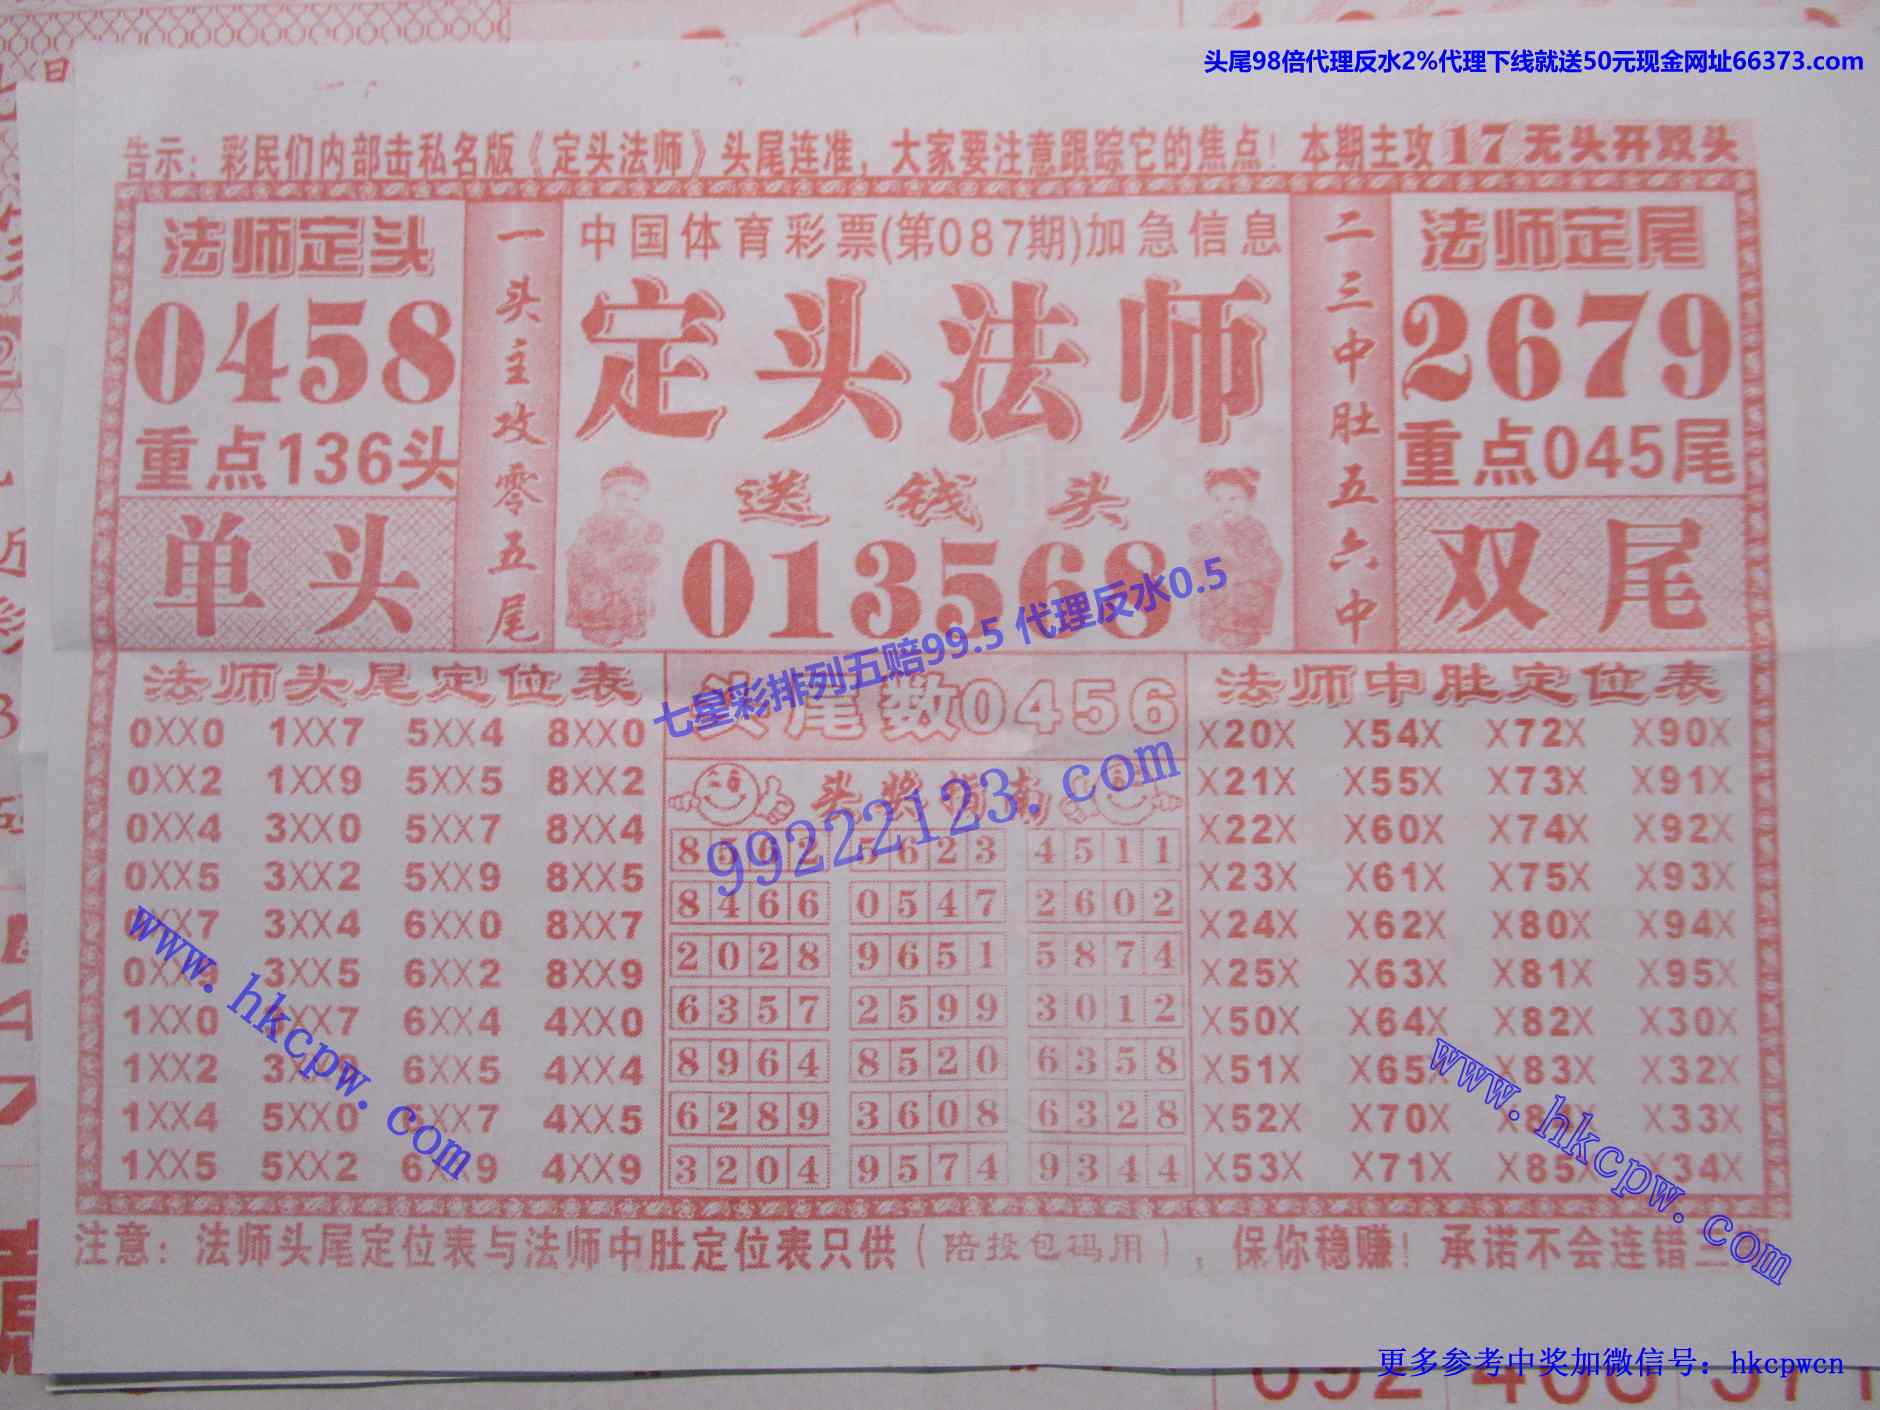 头尾98倍代理反水2%代理下线就送50元现金网址66373.com
告示：彩民们内部击私名版《定头法师》头尾连准，大家要注意跟踪它的焦点！本期主攻17无头开双头
法师定头
0458
重点136头
单头
一头主攻零五尾
中国体育彩票(第087期)加急信息
定头法师
送钱头
013568
二三中肚五六中
法师定尾
2679
重点045尾
双尾
七星彩排列五赔99.5 代理反水0.5
99222123.com
法师头尾定位表
0XX0 1XX7 5XX4 8XX0
0XX2 1XX9 5XX5 8XX2
0XX4 3XX0 5XX7 8XX4
0XX5 3XX2 5XX9 8XX5
0XX7 3XX4 6XX0 8XX7
3XX5 6XX2 8XX9
1XX0 3XX7 6XX4 4XX0
1XX2 6XX5 4XX4
1XX4 5XX0 6XX7 4XX5
1XX5 5XX2 6XX9 4XX9
尾数0456
头奖指南
5623 4511
8466 0547 2602
2028 9651 5874
6357 2599 3012
8964 8520 6358
6289 3608 6328
3204 9574 9344
法师中肚定位表
X20X X54X X72X X90X
X21X X55X X73X X91X
X22X X60X X74X X92X
X23X X61X X75X X93X
X24X X62X X80X X94X
X25X X63X X81X X95X
X50X X64X X82X X30X
X51X X65X X83X X32X
X52X X70X X33X
X53X X71X X85X X34X
www.hkcpw.com
www.hkcpw.com
注意：法师头尾定位表与法师中肚定位表只供（陪投包码用），保你稳赚！承诺不会连错三
更多参考中奖加微信号：hkcpwcn